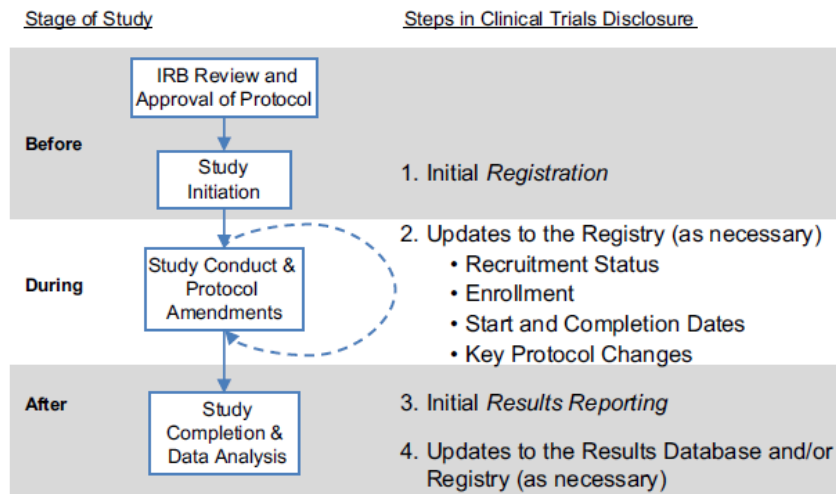 Stage of Study
Steps in Clinical Trials Disclosure
IRB Review and
Approval of Protocol
Before
Study
Initiation
1. Initial Registration
Study Conduct &
Protocol
Amendments
During
2. Updates to the Registry (as necessary)
• Recruitment Status
• Enrollment
• Start and Completion Dates
• Key Protocol Changes
After
Study
Completion &
Data Analysis
3. Initial Results Reporting
4. Updates to the Results Database and/or
Registry (as necessary)